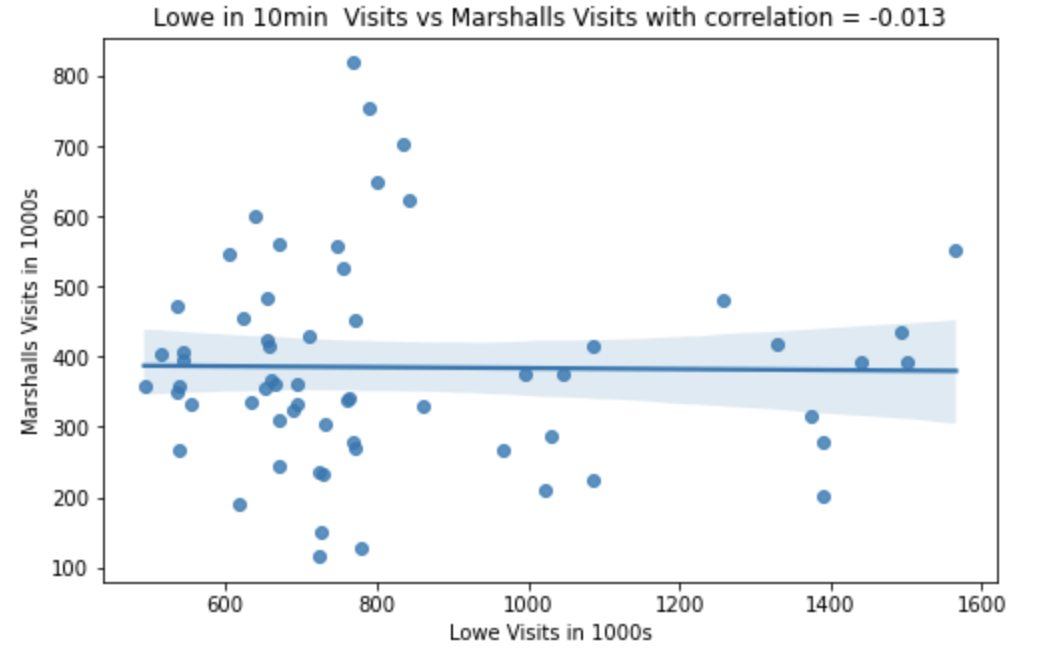 Lowe in 10min  Visits vs Marshalls Visits with correlation = -0.013
800
700
600
500
400
300
200
100
Marshalls Visits in 1000s
600 800 1000 1200 1400 1600
Lowe Visits in 1000s